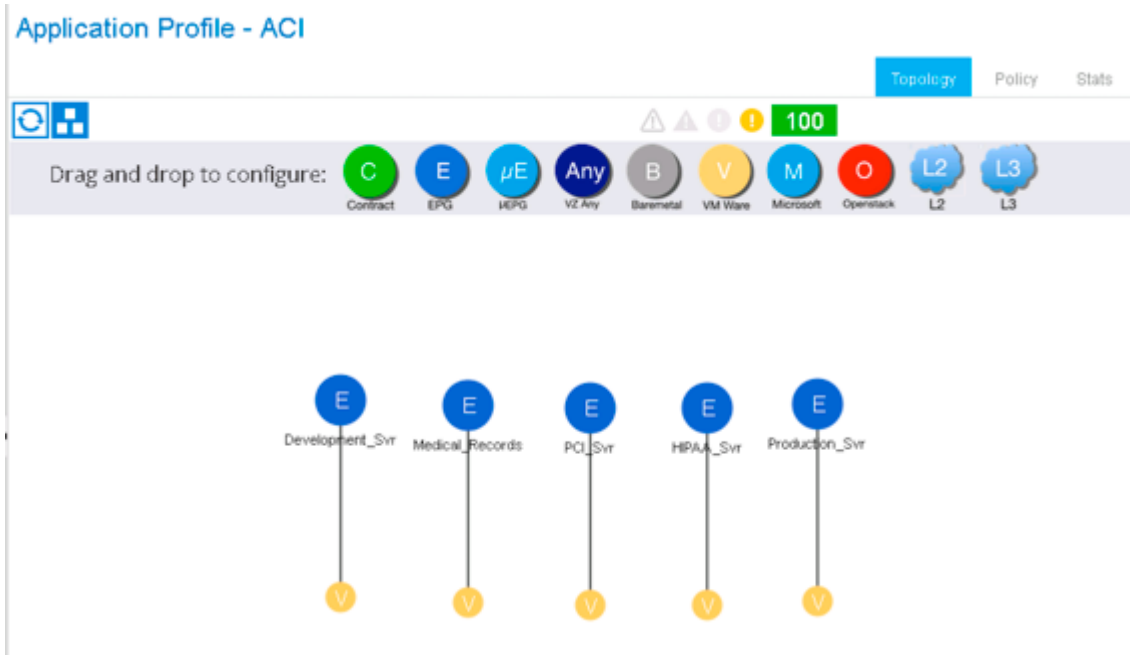 Application Profile - ACI
Topology Policy Stats
100
Drag and drop to configure: C E µE Any B V M O L2 L3
Contract EPG µEPG VZ Any Baremetal VM Ware Microsoft Openstack L2 L3
E E E E E
Development_Svr Medical_Records PCI_Svr HIPAA_Svr Production_Svr
V V V V V